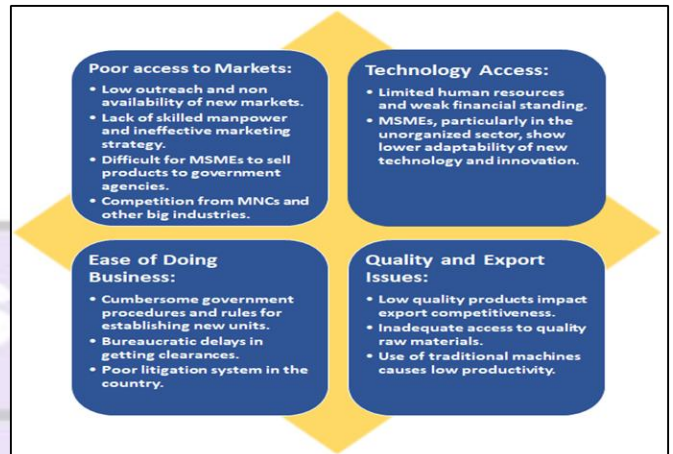 Poor access to Markets:
• Low outreach and non
availability of new markets.
• Lack of skilled manpower
and ineffective marketing
strategy.
• Difficult for MSMEs to sell
products to government
agencies.
• Competition from MNCs and
other big industries.
Technology Access:
• Limited human resources
and weak financial standing.
• MSMEs, particularly in the
unorganized sector, show
lower adaptability of new
technology and innovation.
Ease of Doing
Business:
• Cumbersome government
procedures and rules for
establishing new units.
• Bureaucratic delays in
getting clearances.
• Poor litigation system in the
country.
Quality and Export
Issues:
• Low quality products impact
export competitiveness.
• Inadequate access to quality
raw materials.
• Use of traditional machines
causes low productivity.